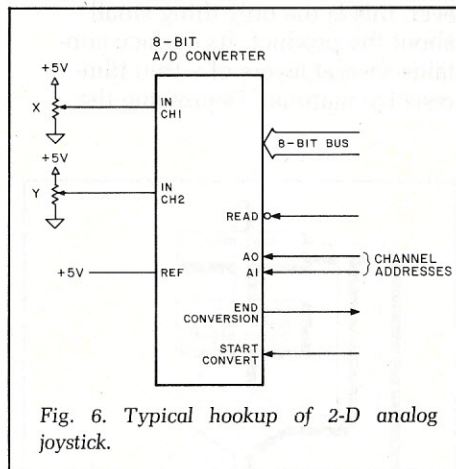 8-BIT
A/D CONVERTER
+5V
X
IN
CH1
8-BIT BUS
+5V
Y
IN
CH2
READ
A0
A1
CHANNEL
ADDRESSES
+5V
REF
END
CONVERSION
START
CONVERT
Fig. 6. Typical hookup of 2-D analog
joystick.